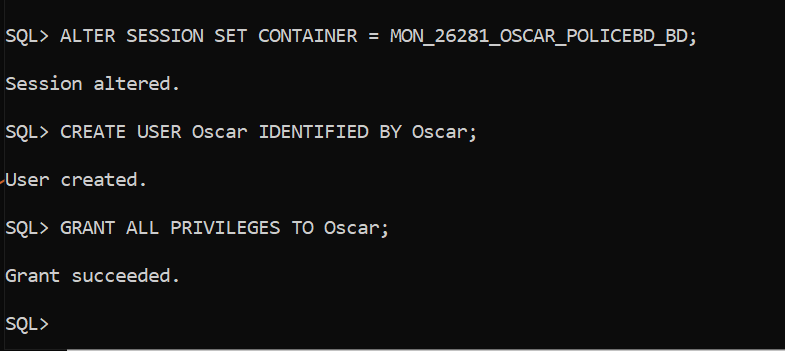 SQL> ALTER SESSION SET CONTAINER = MON_26281_OSCAR_POLICEBD_BD;
Session altered.
SQL> CREATE USER Oscar IDENTIFIED BY Oscar;
User created.
SQL> GRANT ALL PRIVILEGES TO Oscar;
Grant succeeded.
SQL>